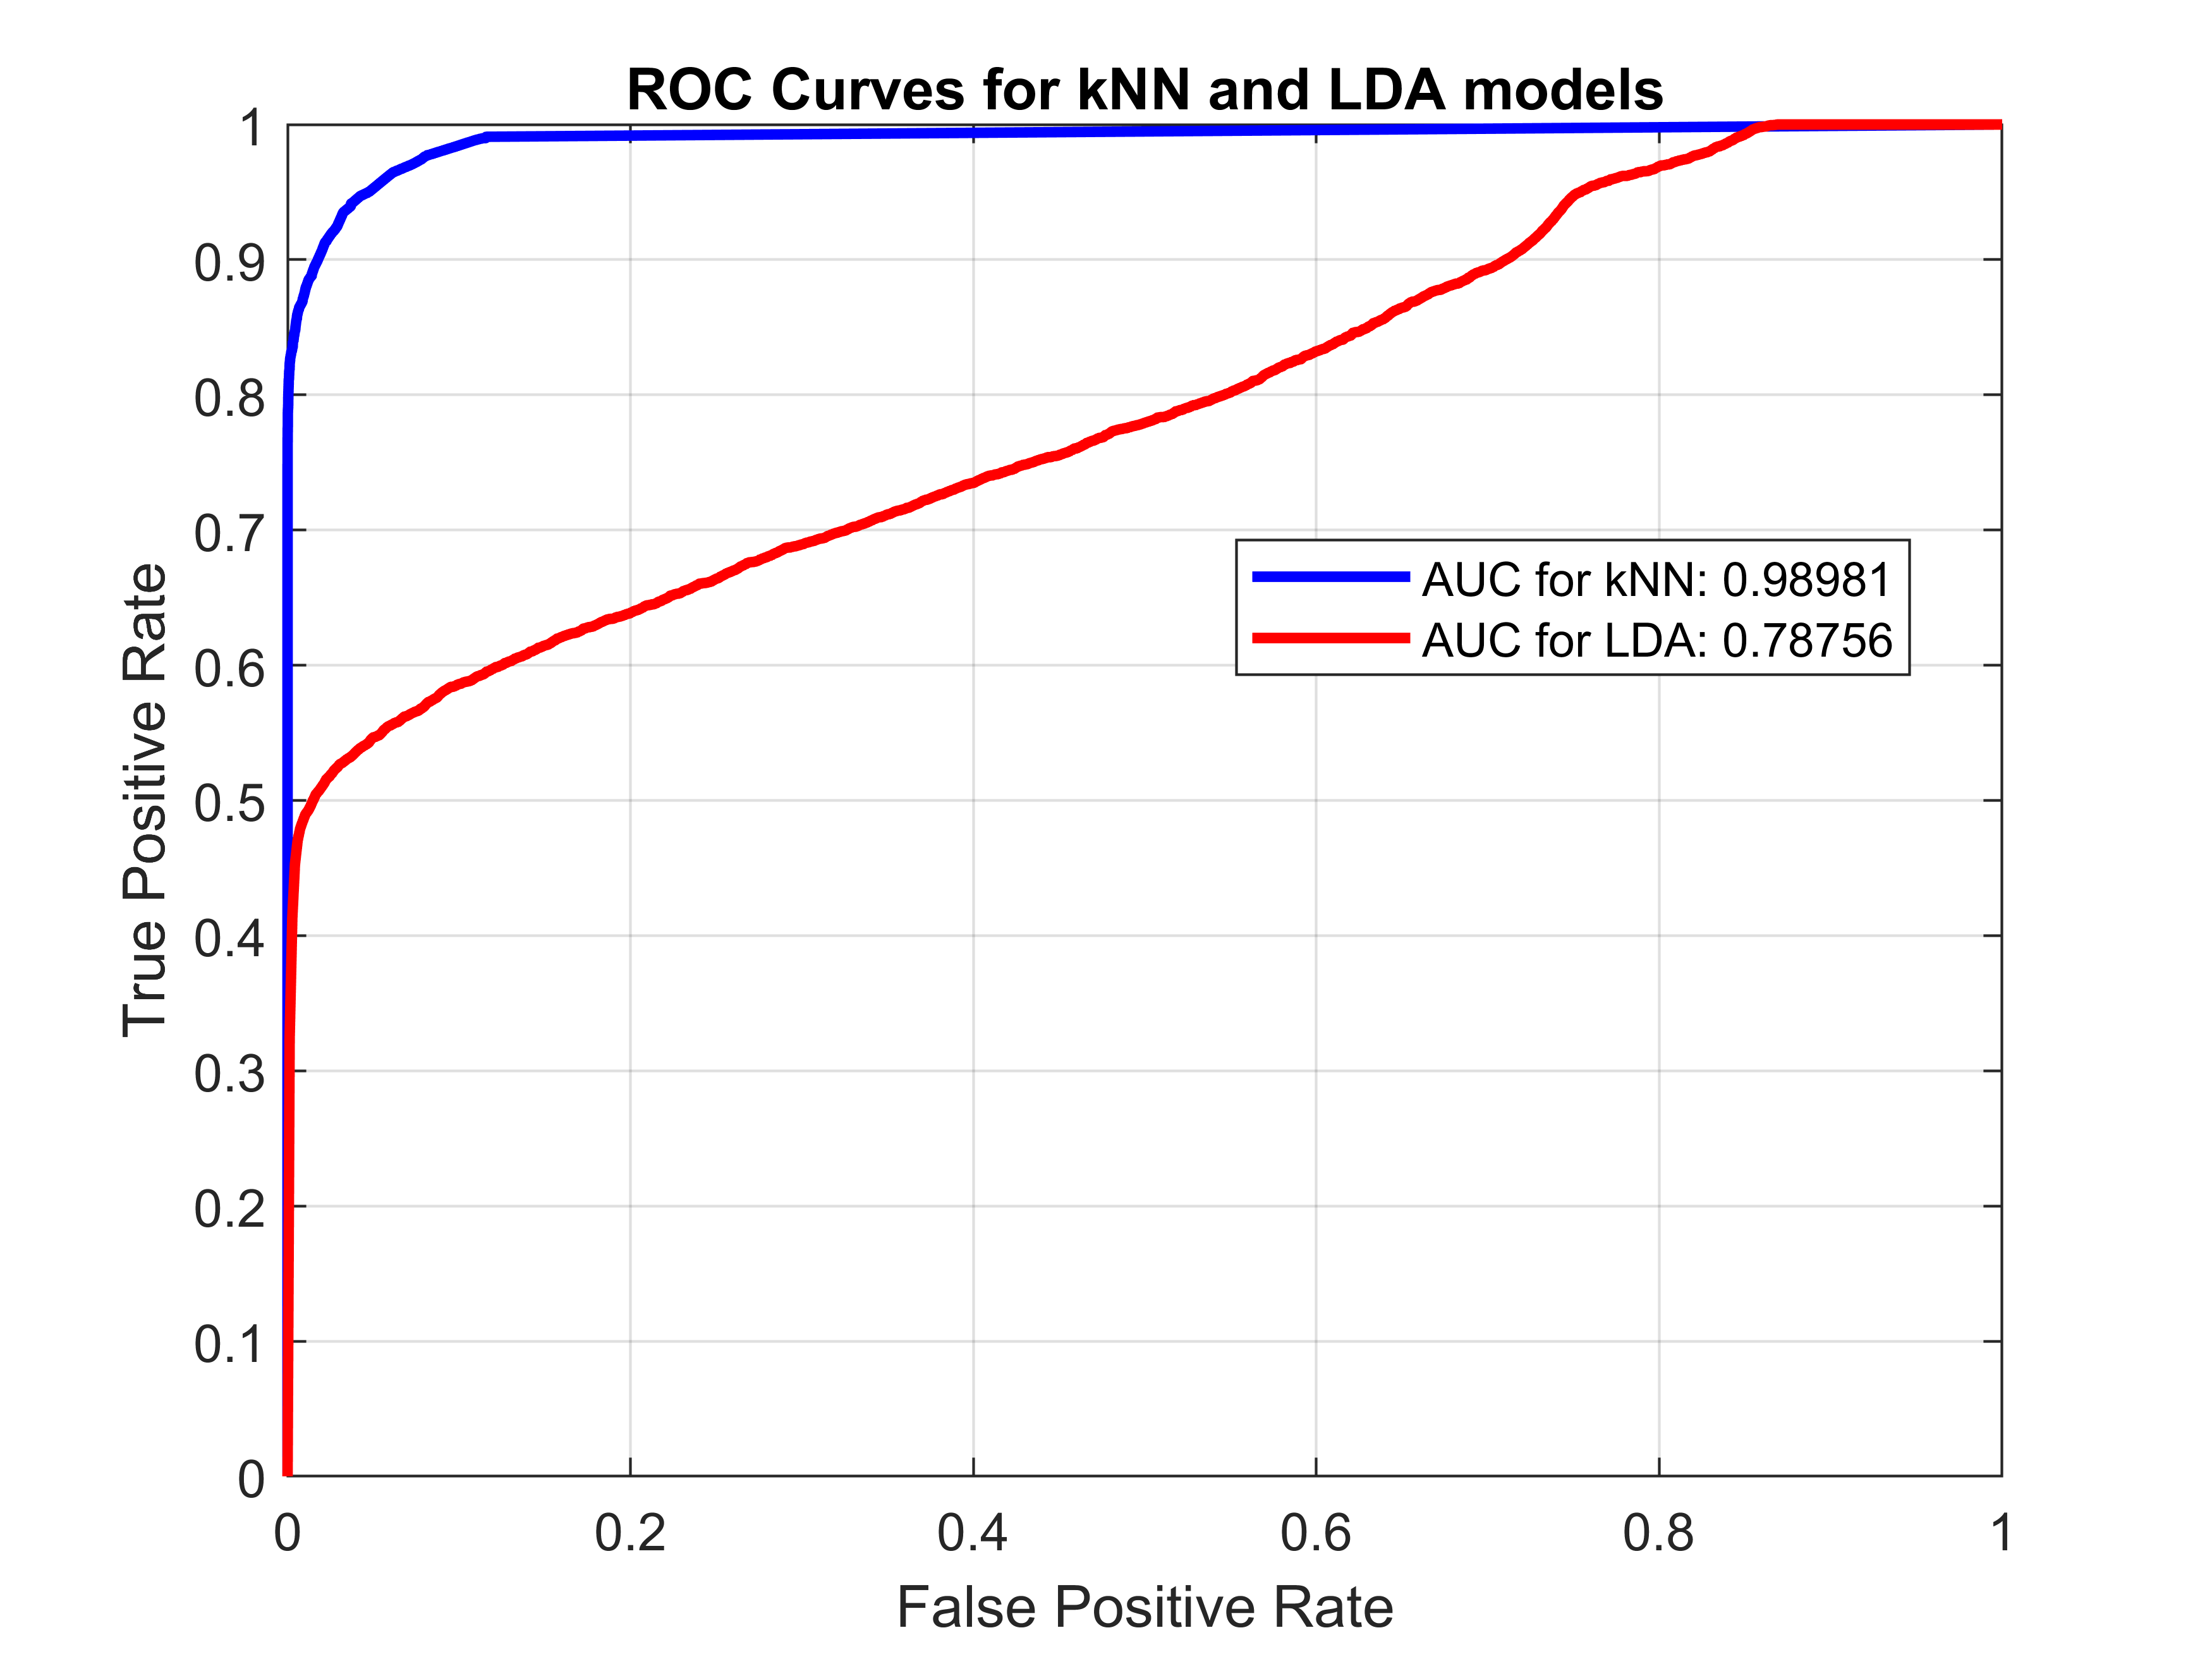 ROC Curves for kNN and LDA models
1
0.9
0.8
0.7
0.6
0.5
0.4
0.3
0.2
0.1
0
True Positive Rate
AUC for kNN: 0.98981
AUC for LDA: 0.78756
0 0.2 0.4 0.6 0.8 1
False Positive Rate